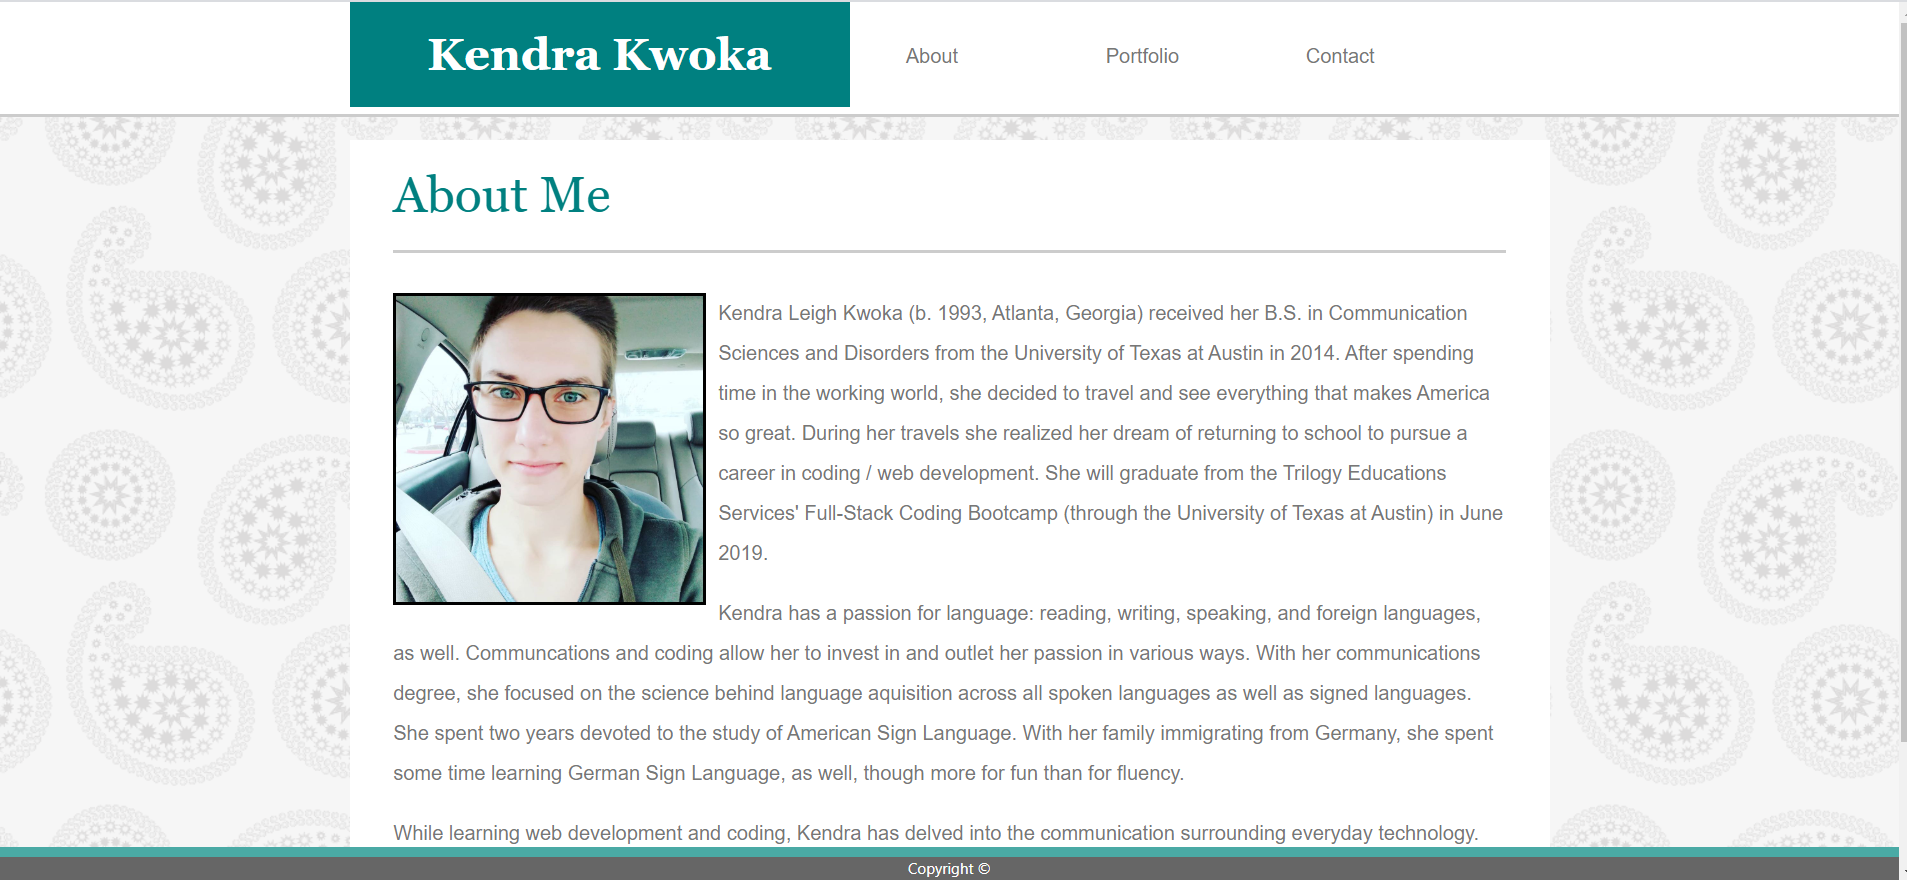 Kendra Kwoka
About
Portfolio
Contact
About Me
Kendra Leigh Kwoka (b. 1993, Atlanta, Georgia) received her B.S. in Communication
Sciences and Disorders from the University of Texas at Austin in 2014. After spending
time in the working world, she decided to travel and see everything that makes America
so great. During her travels she realized her dream of returning to school to pursue a
career in coding / web development. She will graduate from the Trilogy Educations
Services' Full-Stack Coding Bootcamp (through the University of Texas at Austin) in June
2019.
Kendra has a passion for language: reading, writing, speaking, and foreign languages,
as well. Communcations and coding allow her to invest in and outlet her passion in various ways. With her communications
degree, she focused on the science behind language aquisition across all spoken languages as well as signed languages.
She spent two years devoted to the study of American Sign Language. With her family immigrating from Germany, she spent
some time learning German Sign Language, as well, though more for fun than for fluency.
While learning web development and coding, Kendra has delved into the communication surrounding everyday technology.
Copyright ©